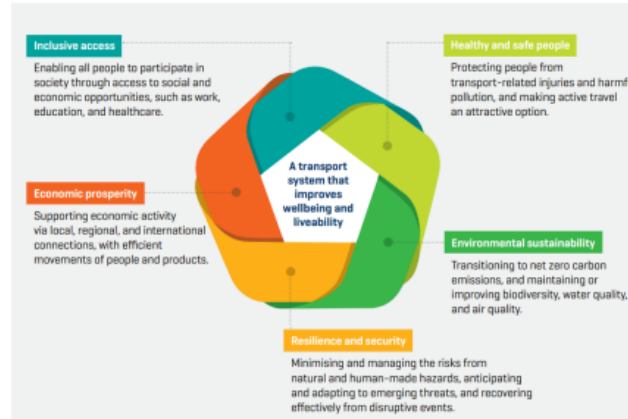 Inclusive access
Enabling all people to participate in
society through access to social and
economic opportunities, such as work,
education, and healthcare.
Healthy and safe people
Protecting people from
transport-related injuries and
pollution, and making active travel
an attractive option.
A transport
system that
improves
wellbeing and
liveability
Economic prosperity
Supporting economic activity
via local, regional, and international
connections, with efficient
movements of people and products.
Environmental sustainability
Transitioning to net zero carbon
emissions, and maintaining or
improving biodiversity, water quality,
and air quality.
Resilience and security
Minimising and managing the risks from
natural and human-made hazards, anticipating
and adapting to emerging threats, and recovering
effectively from disruptive events.